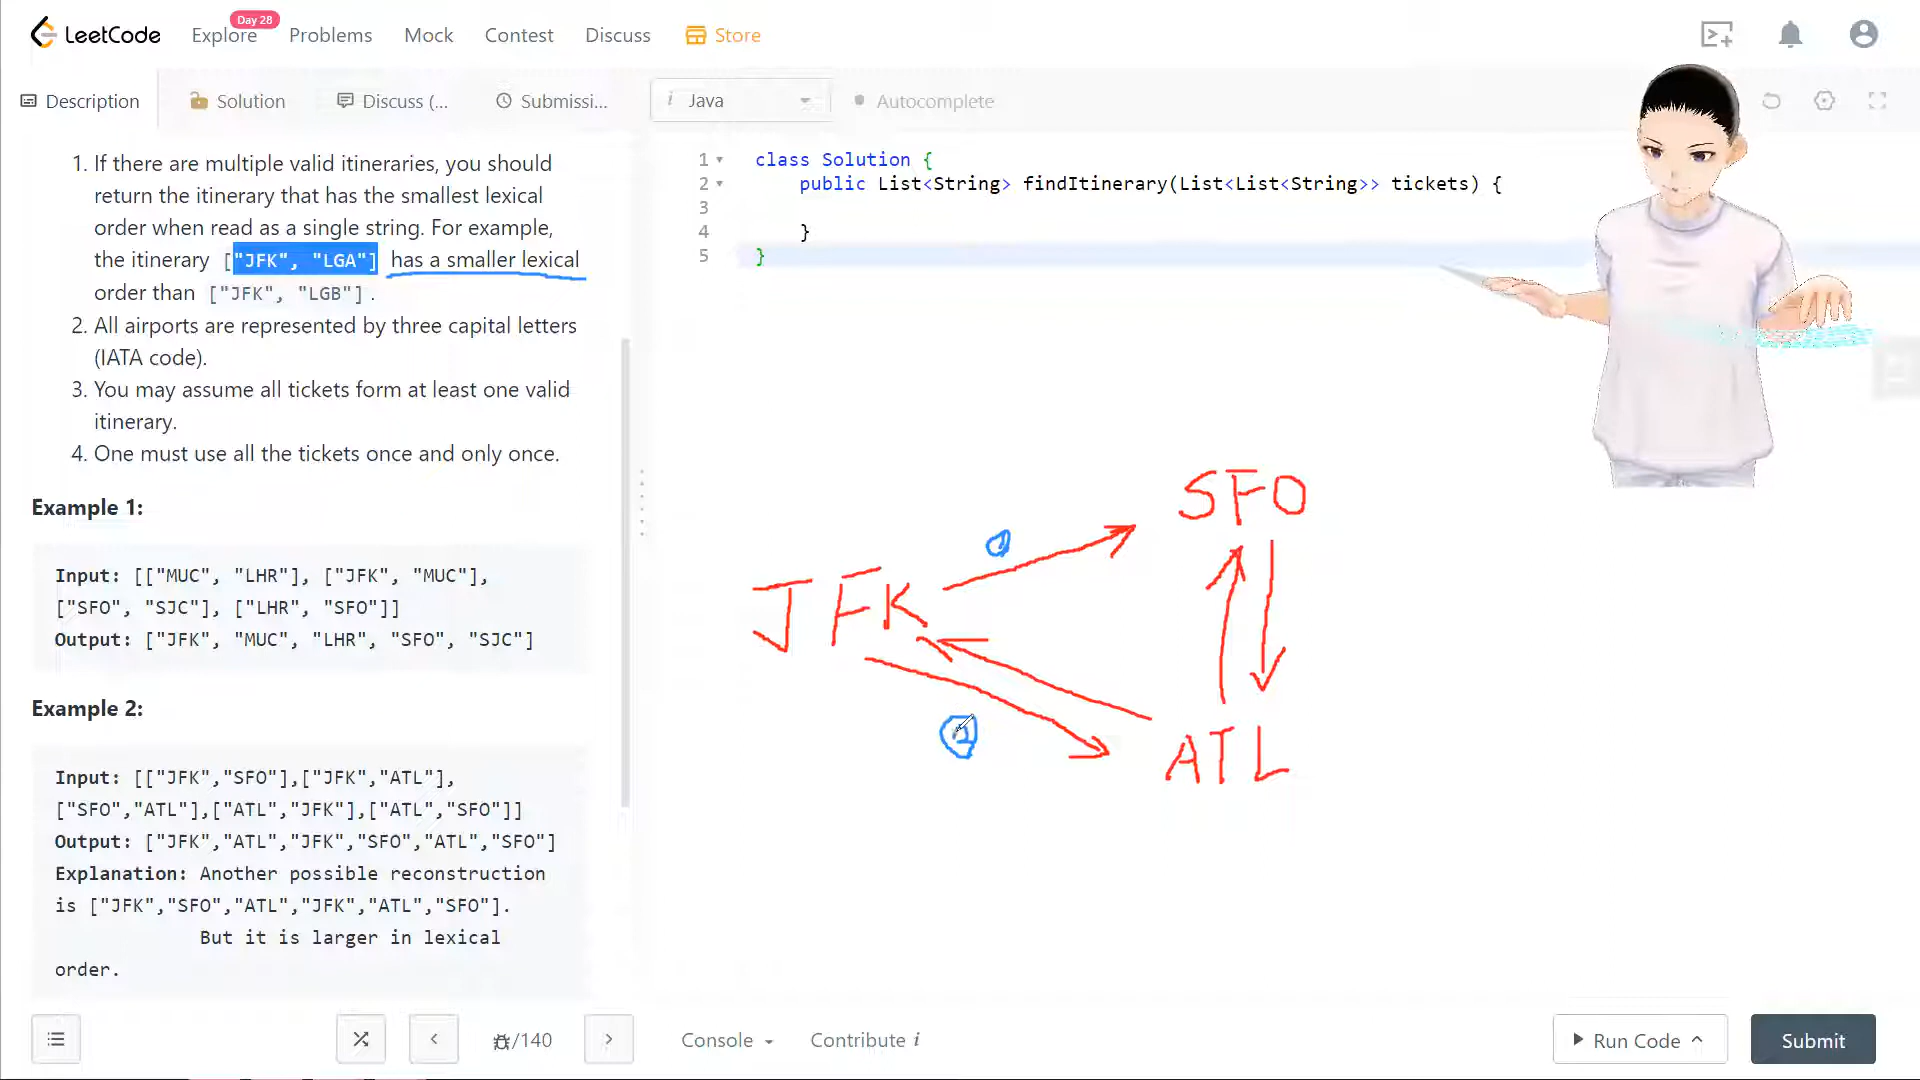 LeetCode
Explore
Day 28
Problems
Mock
Contest
Discuss
Store
Description
Solution
Discuss (...
Submissi...
i Java
Autocomplete
1. If there are multiple valid itineraries, you should
return the itinerary that has the smallest lexical
order when read as a single string. For example,
the itinerary ["JFK", "LGA"] has a smaller lexical
order than ["JFK", "LGB"] .
2. All airports are represented by three capital letters
(IATA code).
3. You may assume all tickets form at least one valid
itinerary.
4. One must use all the tickets once and only once.
Example 1:
Input: [["MUC", "LHR"], ["JFK", "MUC"],
["SFO", "SJC"], ["LHR", "SFO"]]
Output: ["JFK", "MUC", "LHR", "SFO", "SJC"]
Example 2:
Input: [["JFK","SFO"],["JFK","ATL"],
["SFO","ATL"],["ATL","JFK"],["ATL","SFO"]]
Output: ["JFK","ATL","JFK","SFO","ATL","SFO"]
Explanation: Another possible reconstruction
is ["JFK","SFO","ATL","JFK","ATL","SFO"].
But it is larger in lexical
order.
1 class Solution {
2 public List<String> findItinerary(List<List<String>> tickets) {
3
4 }
5 }
SFO
JFK
ATL
/140
Console
Contribute i
Run Code
Submit